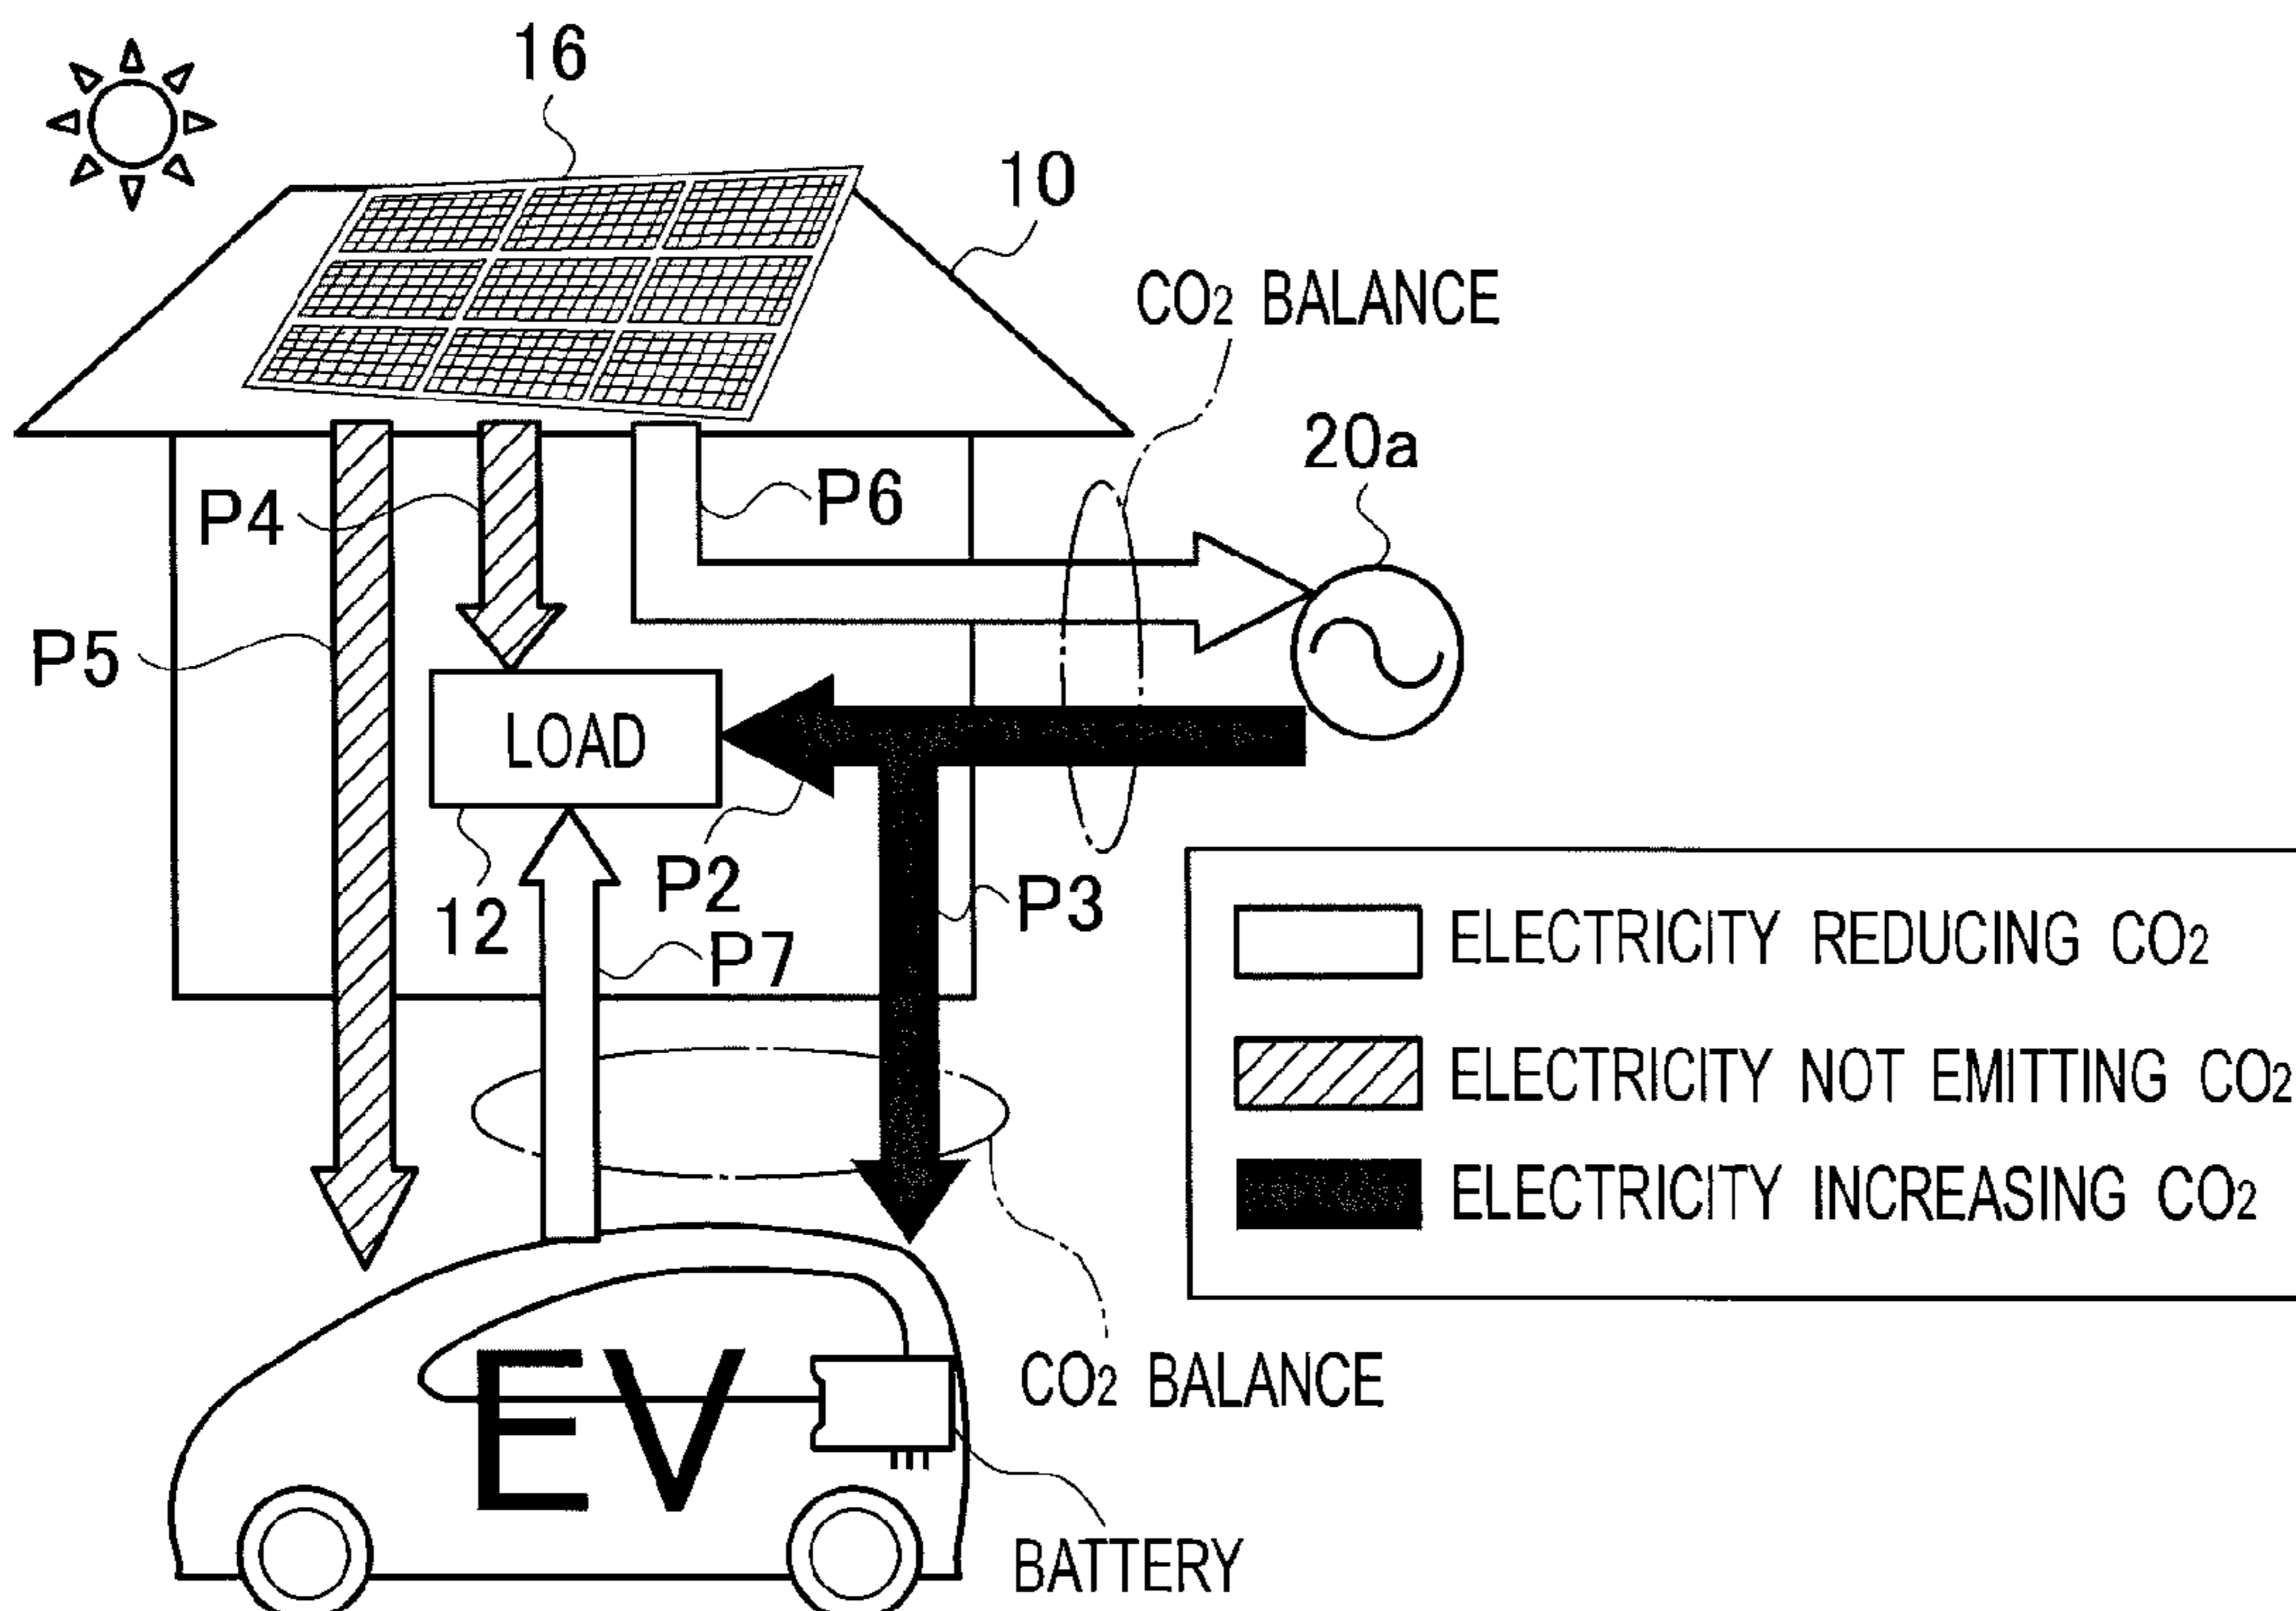 16
10
CO2 BALANCE
20a
P4
P6
P5
LOAD
P2
P3
12
P7
ELECTRICITY REDUCING CO2
ELECTRICITY NOT EMITTING CO2
ELECTRICITY INCREASING CO2
CO2 BALANCE
EV
BATTERY